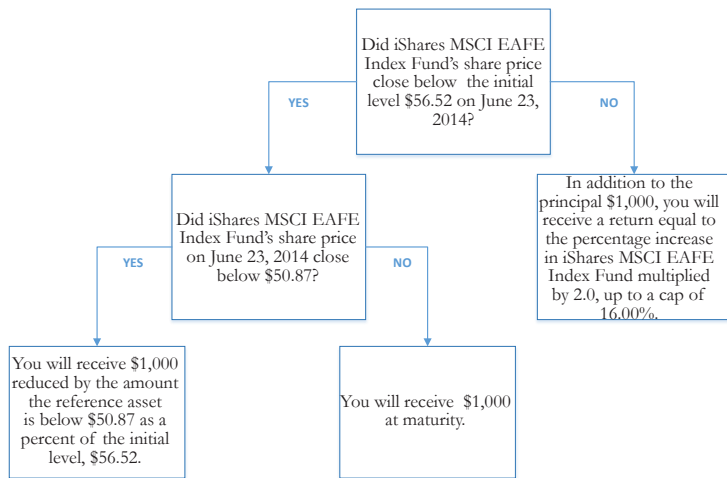 Did iShares MSCI EAFE
Index Fund's share price
close below the initial
level $56.52 on June 23,
2014?
YES
NO
Did iShares MSCI EAFE
Index Fund's share price
on June 23, 2014 close
below $50.87?
In addition to the
principal $1,000, you will
receive a return equal to
the percentage increase
in iShares MSCI EAFE
Index Fund multiplied
by 2.0, up to a cap of
16.00%.
YES
NO
You will receive $1,000
reduced by the amount
the reference asset
is below $50.87 as a
percent of the initial
level, $56.52.
You will receive $1,000
at maturity.